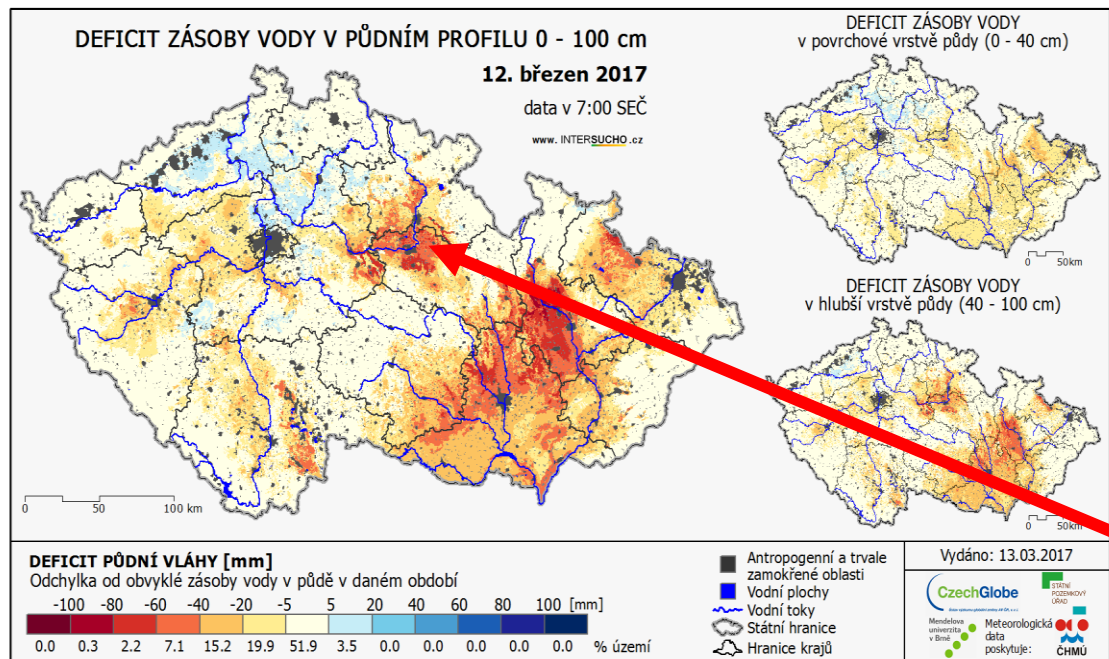 DEFICIT ZÁSOBY VODY V PŮDNÍM PROFILU 0 - 100 cm
12. březen 2017
data v 7:00 SEČ
www. INTERSUCHO.cz
DEFICIT ZÁSOBY VODY
v povrchové vrstvě půdy (0 - 40 cm)
0 50km
DEFICIT ZÁSOBY VODY
v hlubší vrstvě půdy (40 - 100 cm)
0 50km
0 50 100 km
DEFICIT PŮDNÍ VLÁHY [mm]
Odchylka od obvyklé zásoby vody v půdě v daném období
-100 -80 -60 -40 -20 -5 5 20 40 60 80 100 [mm]
0.0 0.3 2.2 7.1 15.2 19.9 51.9 3.5 0.0 0.0 0.0 0.0 0.0 % území
Antropogenní a trvale
zamokřené oblasti
Vodní plochy
Vodní toky
Státní hranice
Hranice krajů
Vydáno: 13.03.2017
CzechGlobe
STÁTNÍ
POZEMKOVÝ
ÚŘAD
Mendelova
univerzita
v Brně
Meteorologická
data
poskytuje:
ČHMÚ